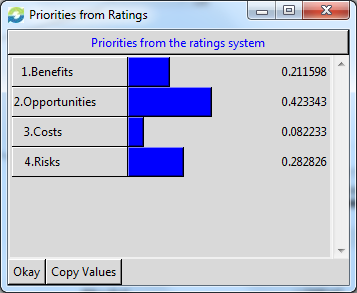 Priorities from Ratings
Priorities from the ratings system
1.Benefits 0.211598
2.Opportunities 0.423343
3.Costs 0.082233
4.Risks 0.282826
Okay Copy Values